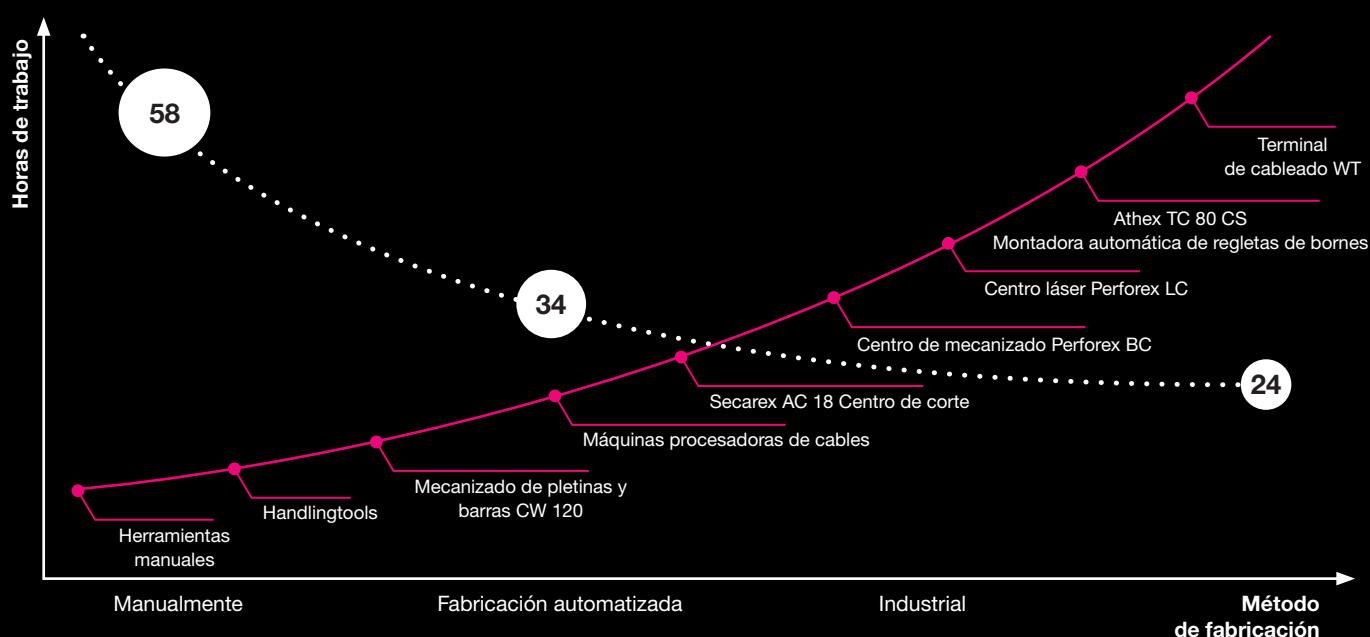 Horas de trabajo
58
34
24
Terminal
de cableado WT
Athex TC 80 CS
Montadora automática de regletas de bornes
Centro láser Perforex LC
Centro de mecanizado Perforex BC
Secarex AC 18 Centro de corte
Máquinas procesadoras de cables
Mecanizado de pletinas y
barras CW 120
Handlingtools
Herramientas
manuales
Manualmente
Fabricación automatizada
Industrial
Método
de fabricación